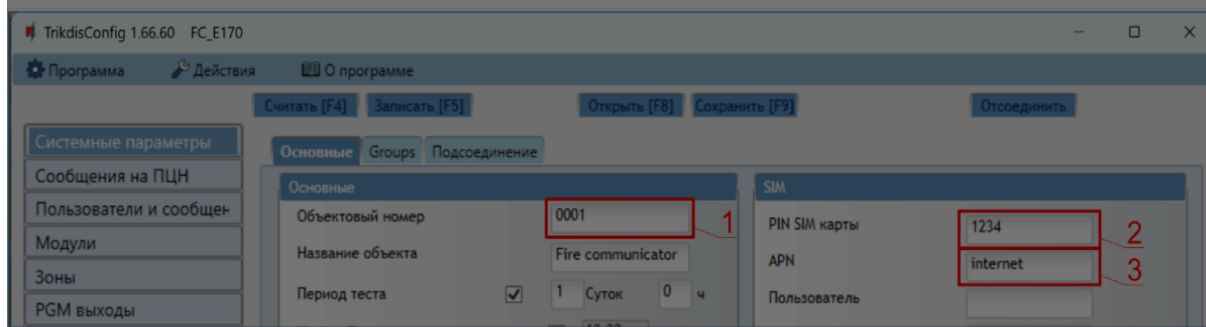 TrikdisConfig 1.66.60 FC_E170
Программа Действия О программе
Считать [F4] Записать [F5] Открыть [F8] Сохранить [F9] Отсоединить
Системные параметры
Сообщения на ПЦН
Пользователи и сообщен
Модули
Зоны
PGM выходы
Основные Groups Подсоединение
Основные
Объектовый номер 0001 1
Название объекта Fire communicator
Период теста 1 Суток 0 ч
SIM
PIN SIM карты 1234 2
APN internet 3
Пользователь